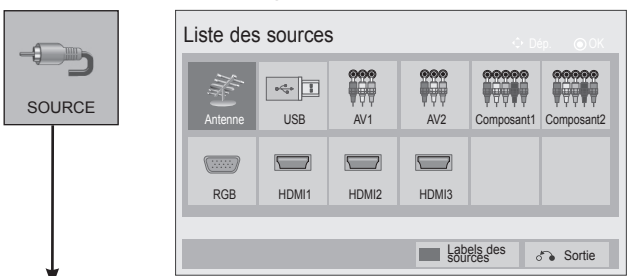 SOURCE
Liste des sources
Dép. OK
Antenne USB AV1 AV2 Composant1 Composant2
RGB HDMI1 HDMI2 HDMI3
Labels des
sources
Sortie